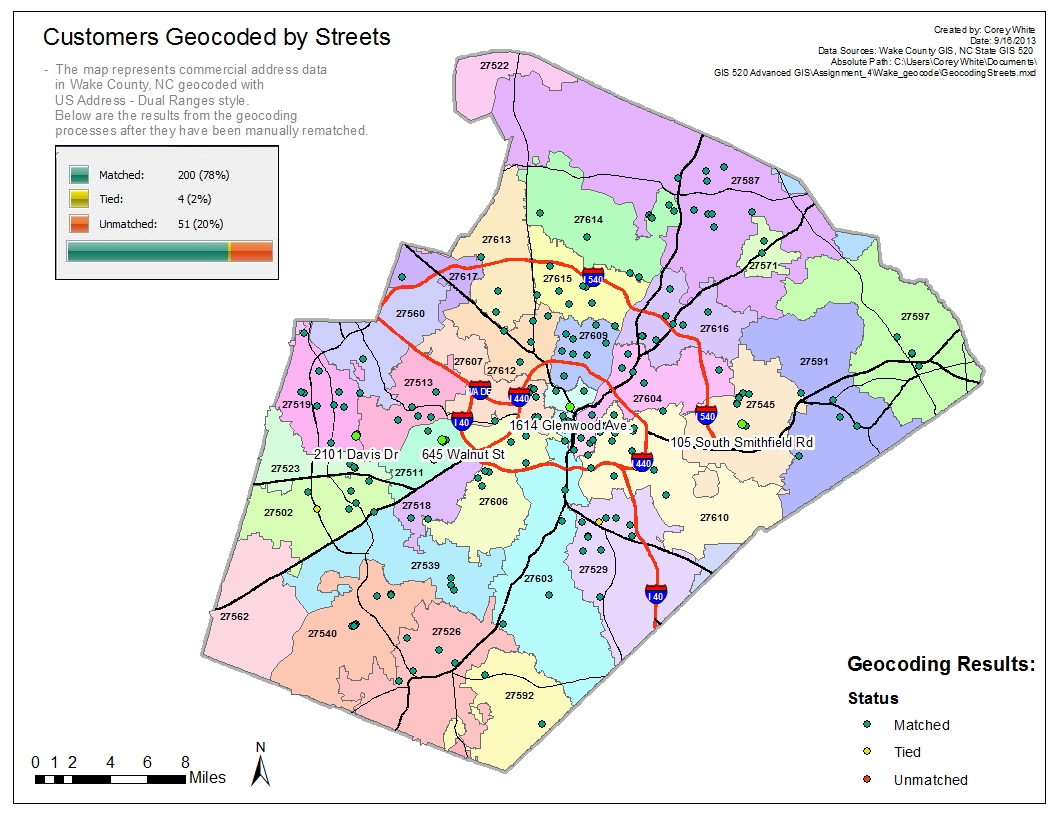 Customers Geocoded by Streets
- The map represents commercial address data
in Wake County, NC geocoded with
US Address - Dual Ranges style.
Below are the results from the geocoding
processes after they have been manually rematched.
Matched: 200 (78%)
Tied: 4 (2%)
Unmatched: 51 (20%)
Created by: Corey White
Date: 9/16/2013
Data Sources: Wake County GIS, NC State GIS 520
Absolute Path: C:\Users\Corey White\Documents\
GIS 520 Advanced GIS\Assignment_4\Wake_geocode\GeocodingStreets.mxd
27522
27587
27614
27613
27571
27617
27615
I 540
27560
27597
27616
27609
27591
27607
27612
27513
WA DE
I 440
27604
27519
27545
I 540
I 40
1614 Glenwood Ave
105 South Smithfield Rd
2101 Davis Dr
645 Walnut St
I 440
27523
27511
27606
27518
27502
27610
27539
27529
27603
I 40
27562
27540
27526
27592
Geocoding Results:
Status
Matched
Tied
Unmatched
0 1 2 4 6 8
Miles
N